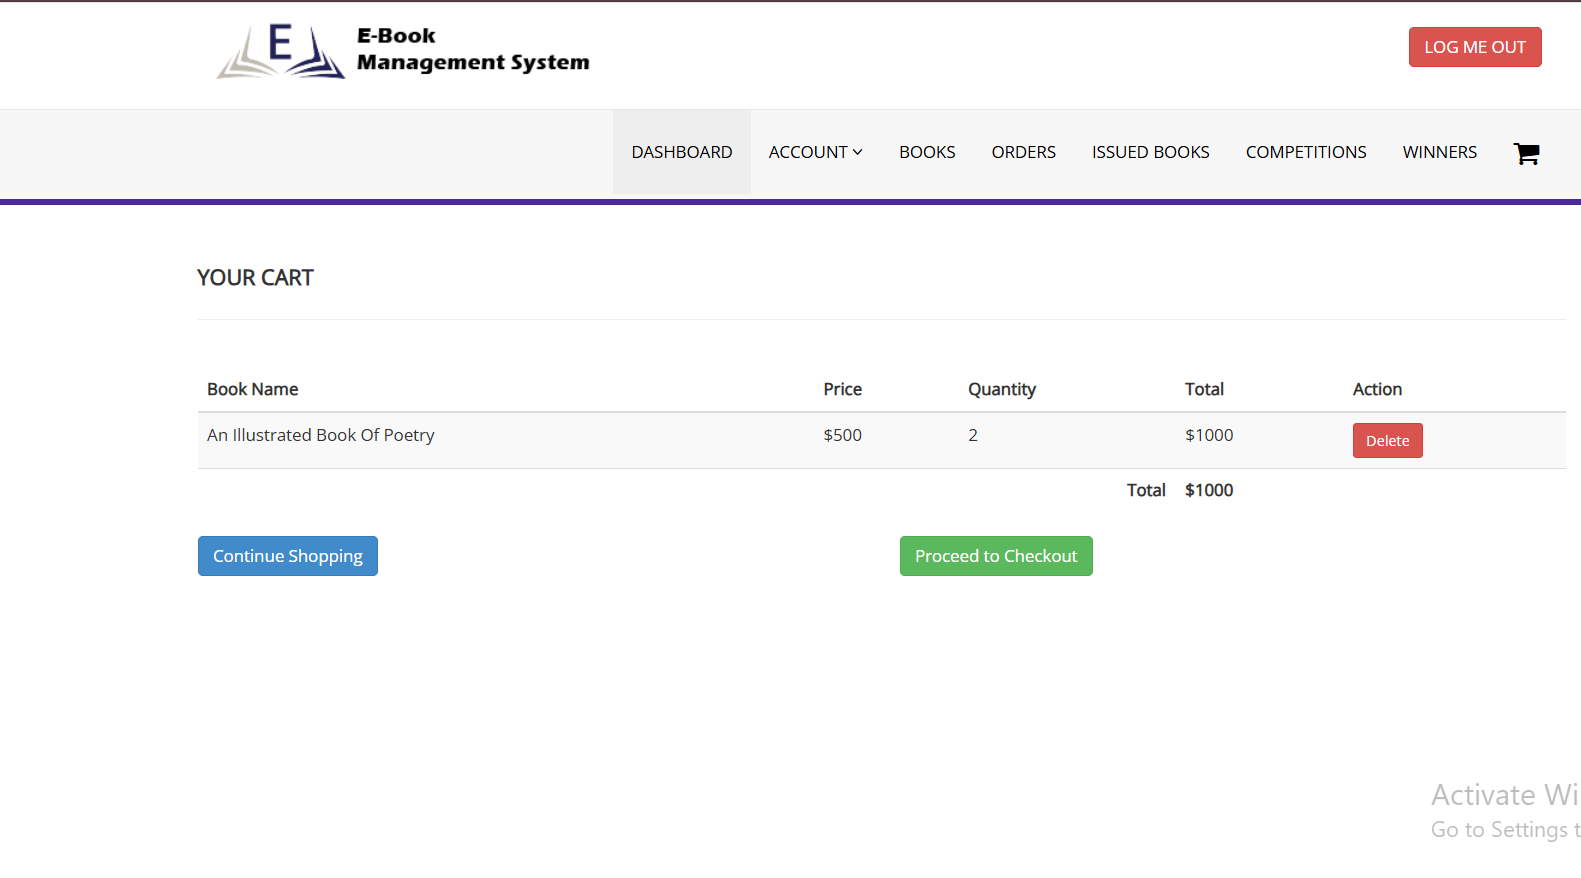 E
E-Book
Management System
LOG ME OUT
DASHBOARD ACCOUNT BOOKS ORDERS ISSUED BOOKS COMPETITIONS WINNERS
YOUR CART
Book Name Price Quantity Total Action
An Illustrated Book Of Poetry $500 2 $1000 Delete
Total $1000
Continue Shopping Proceed to Checkout
Activate Wi
Go to Settings t